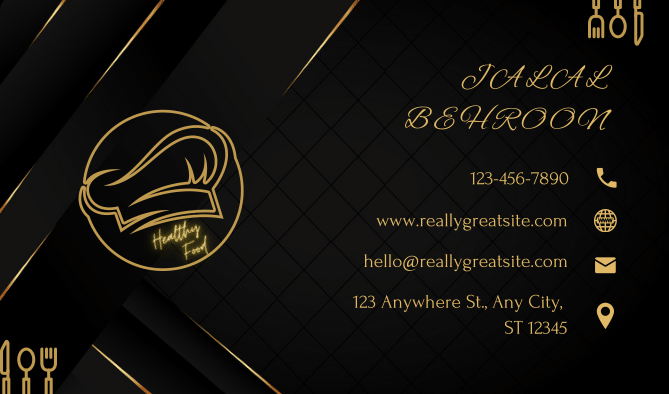 JALAL
BEHROON
123-456-7890
www.reallygreatsite.com
hello@reallygreatsite.com
123 Anywhere St., Any City,
ST 12345
Healthy
Food